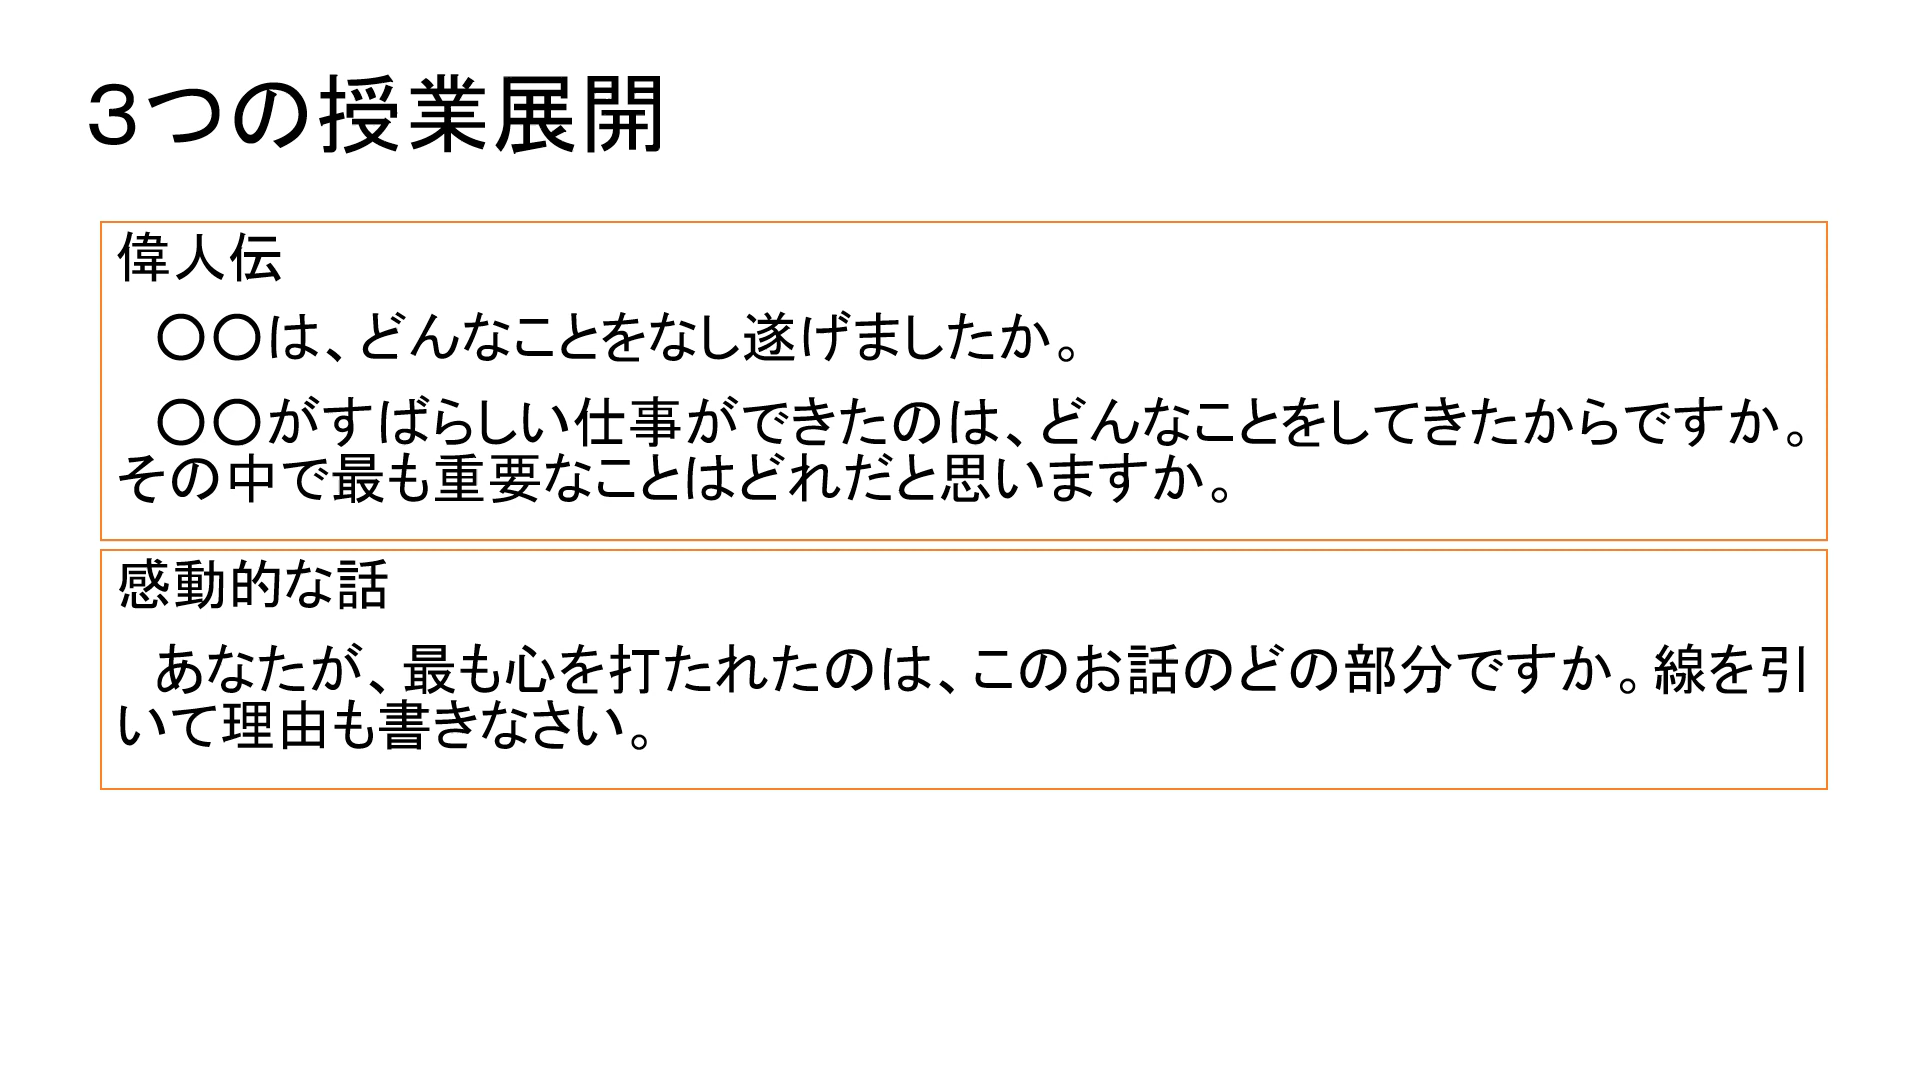 ３つの授業展開
偉人伝
〇〇は、どんなことをなし遂げましたか。
〇〇がすばらしい仕事ができたのは、どんなことをしてきたからですか。
その中で最も重要なことはどれだと思いますか。
感動的な話
あなたが、最も心を打たれたのは、このお話のどの部分ですか。線を引
いて理由も書きなさい。